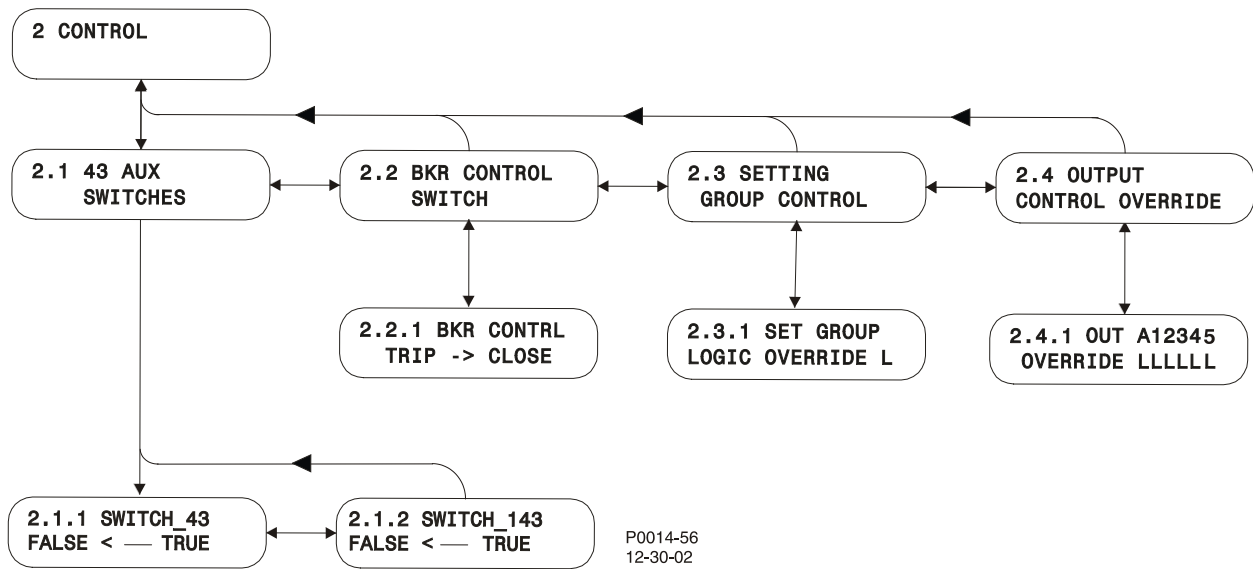 2 CONTROL
2.1 43 AUX
SWITCHES
2.2 BKR CONTROL
SWITCH
2.3 SETTING
GROUP CONTROL
2.4 OUTPUT
CONTROL OVERRIDE
2.2.1 BKR CONTRL
TRIP -> CLOSE
2.3.1 SET GROUP
LOGIC OVERRIDE L
2.4.1 OUT A12345
OVERRIDE LLLLLL
2.1.1 SWITCH_43
FALSE < — TRUE
2.1.2 SWITCH_143
FALSE < — TRUE
P0014-56
12-30-02